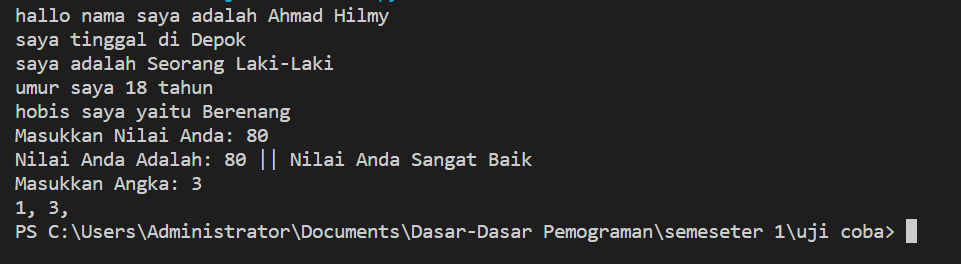 hallo nama saya adalah Ahmad Hilmy
saya tinggal di Depok
saya adalah Seorang Laki-Laki
umur saya 18 tahun
hobis saya yaitu Berenang
Masukkan Nilai Anda: 80
Nilai Anda Adalah: 80 || Nilai Anda Sangat Baik
Masukkan Angka: 3
1, 3,
PS C:\Users\Administrator\Documents\Dasar-Dasar Pemograman\semeseter 1\uji coba>